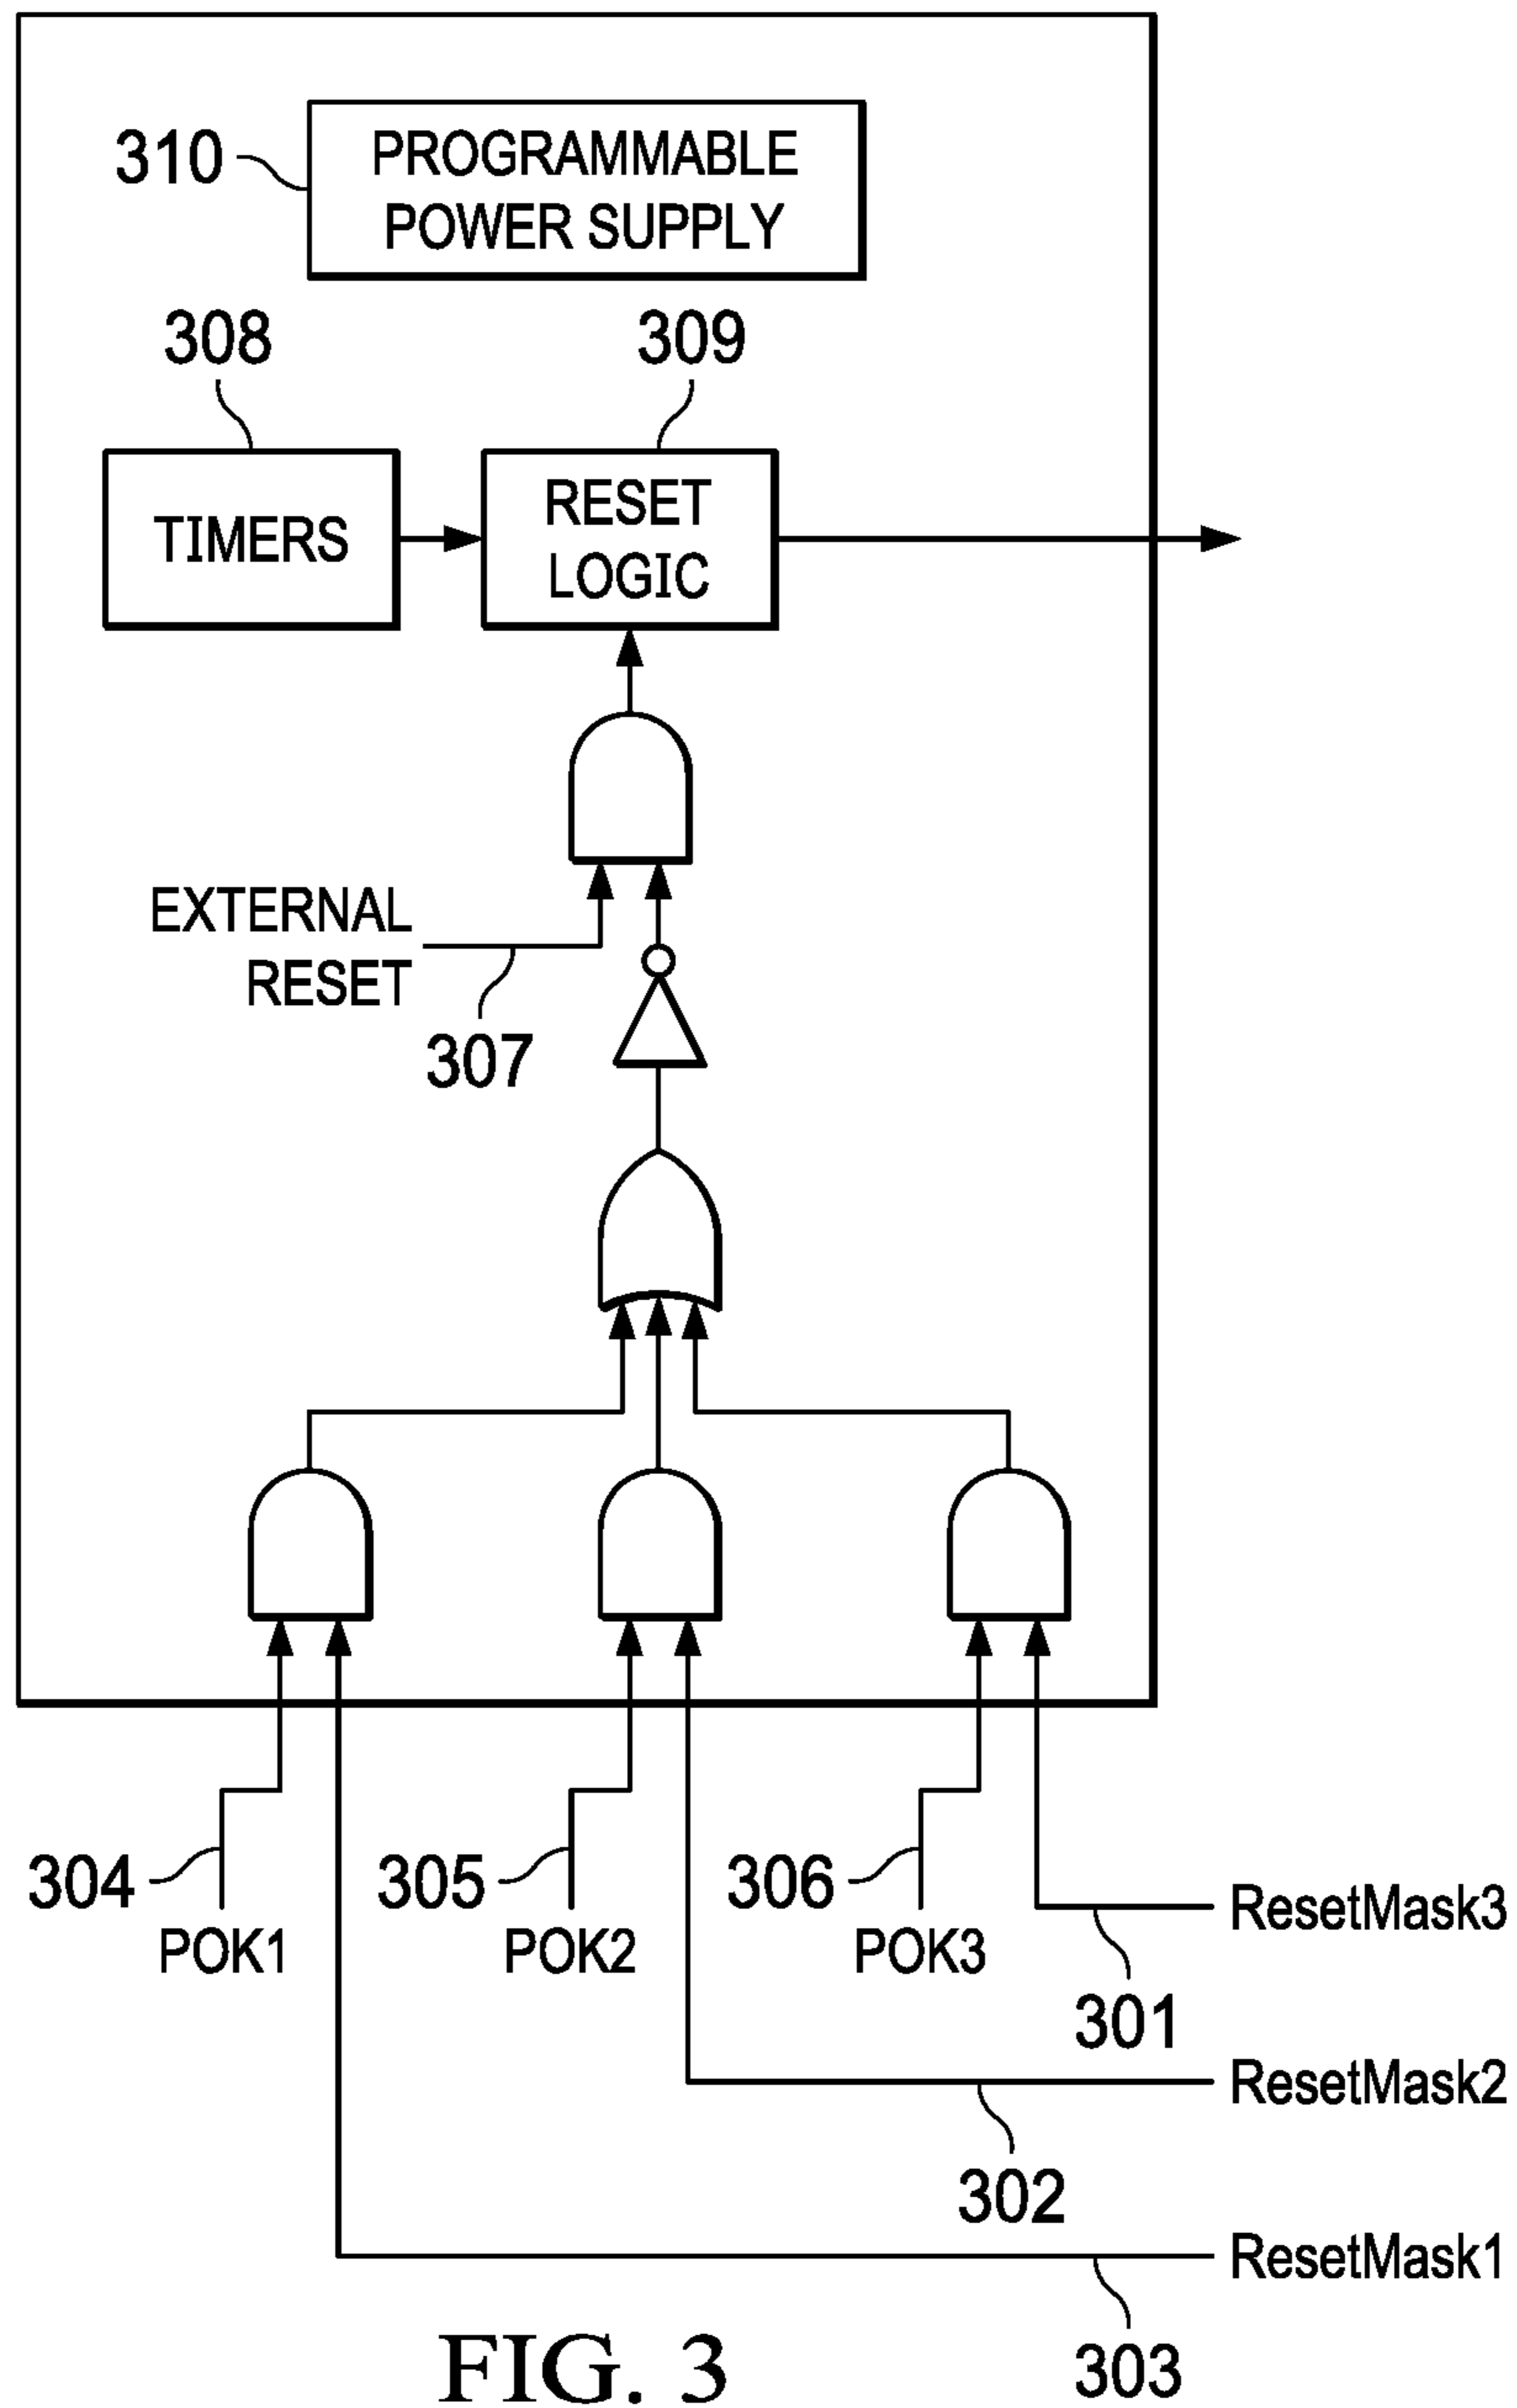 310
PROGRAMMABLE
POWER SUPPLY
308
309
TIMERS
RESET
LOGIC
EXTERNAL
RESET
307
304
305
306
POK1
POK2
POK3
ResetMask3
301
ResetMask2
302
ResetMask1
303
FIG. 3